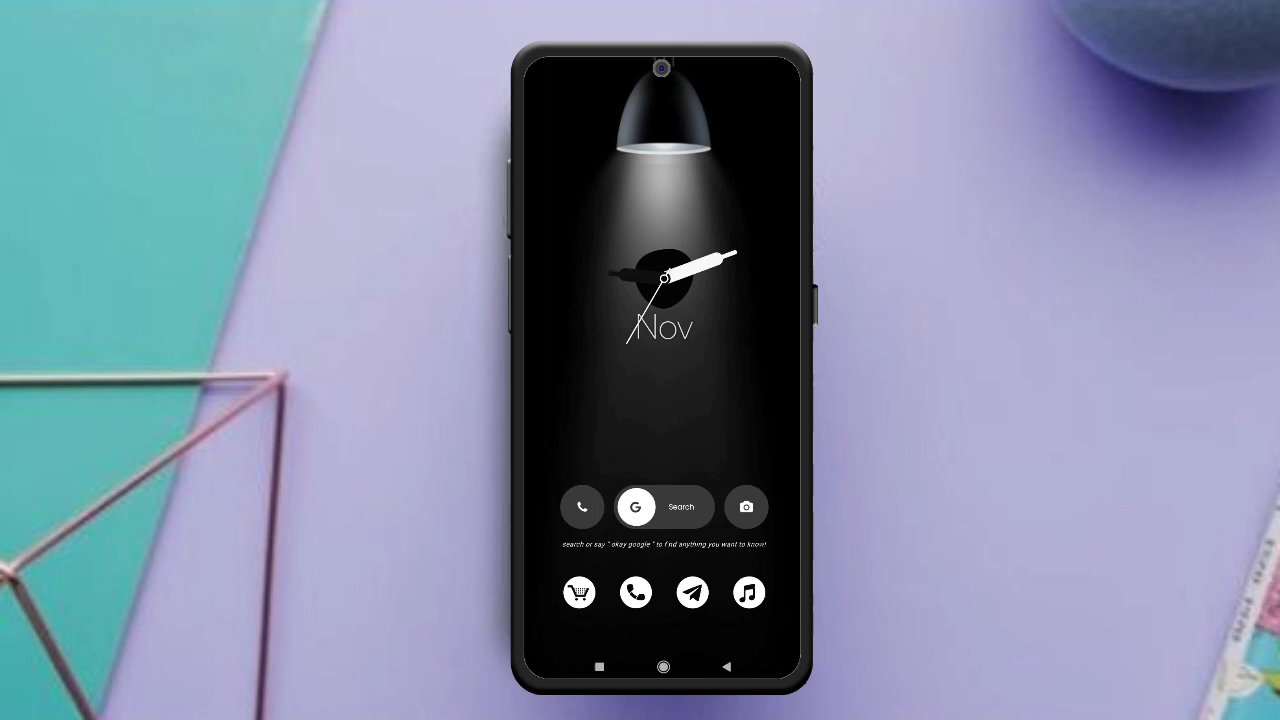 Nov
G Search
search or say " okay google " to find anything you want to know!